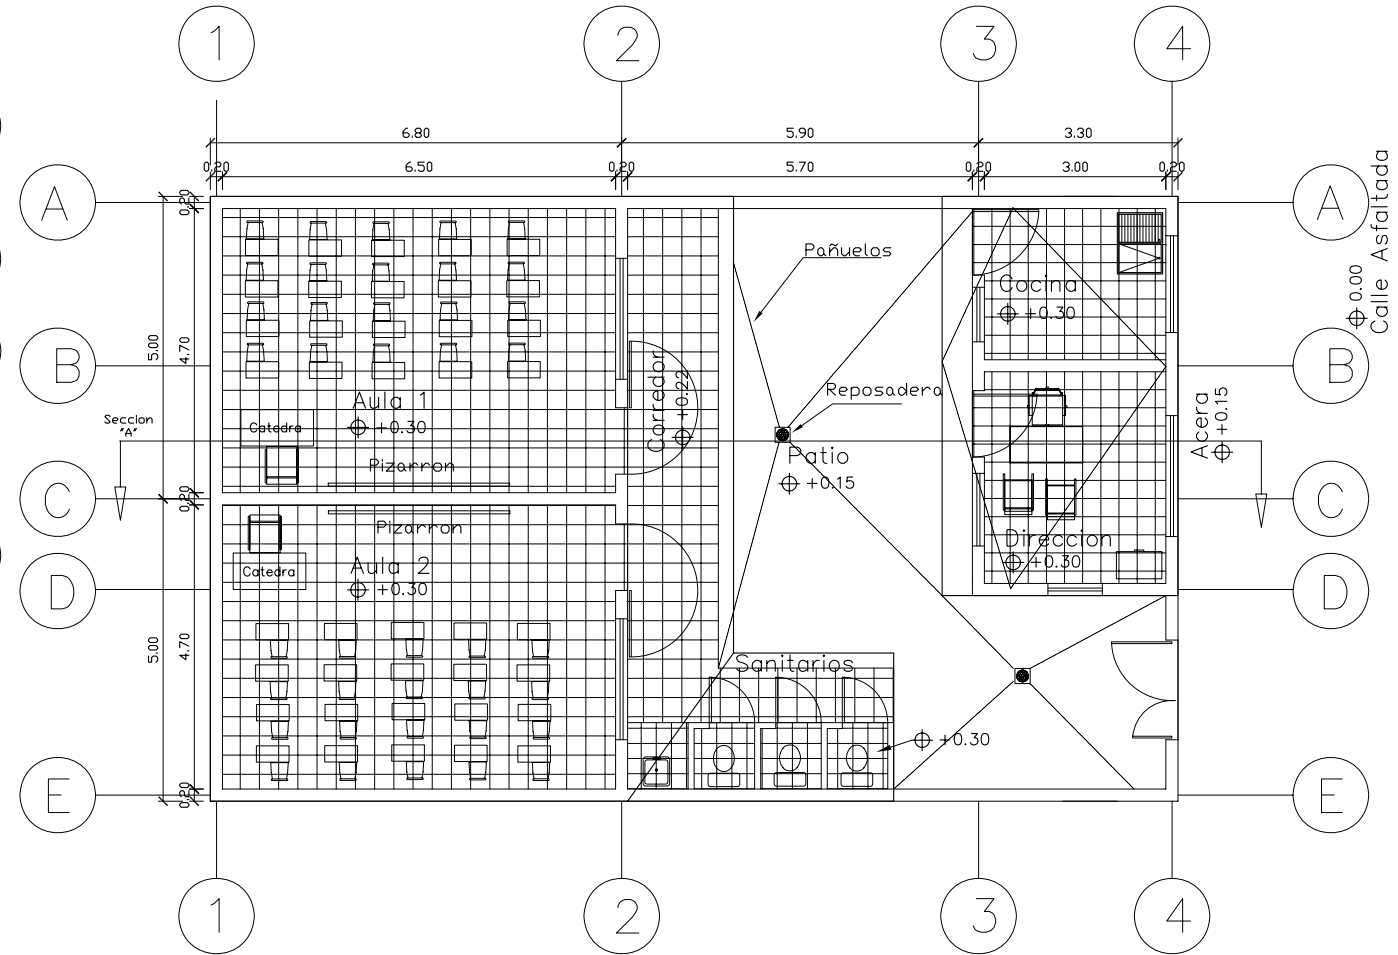 1 2 3 4
6.80 5.90 3.30
0.20 6.50 0.20 5.70 0.20 3.00 0.20
A A
0.20
Calle Asfaltada
0.00
Pañuelos
Cocina
+0.30
5.00 4.70
B B
Corredor
+0.22
Reposadera
Aula 1
+0.30
Acera
+0.15
Seccion
"A"
Catedra
Patio
+0.15
Pizarron
C C
0.20
Pizarron
Direccion
+0.30
Aula 2
+0.30
Catedra
D D
5.00 4.70
Sanitarios
+0.30
0.20
E E
1 2 3 4